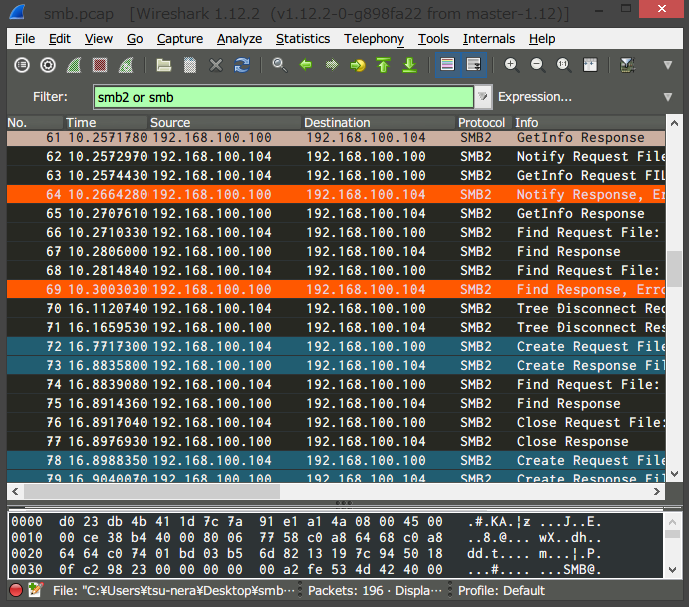 smb.pcap [Wireshark 1.12.2 (v1.12.2-0-g898fa22 from master-1.12)]
File Edit View Go Capture Analyze Statistics Telephony Tools Internals Help
Filter: smb2 or smb Expression...
No. Time Source Destination Protocol Info
61 10.2571780 192.168.100.100 192.168.100.104 SMB2 GetInfo Response
62 10.2572970 192.168.100.104 192.168.100.100 SMB2 Notify Request File
63 10.2574430 192.168.100.104 192.168.100.100 SMB2 GetInfo Request FIL
64 10.2664280 192.168.100.100 192.168.100.104 SMB2 Notify Response, Er
65 10.2707610 192.168.100.100 192.168.100.104 SMB2 GetInfo Response
66 10.2710330 192.168.100.104 192.168.100.100 SMB2 Find Request File:
67 10.2806000 192.168.100.100 192.168.100.104 SMB2 Find Response
68 10.2814840 192.168.100.104 192.168.100.100 SMB2 Find Request File:
69 10.3003030 192.168.100.100 192.168.100.104 SMB2 Find Response, Erro
70 16.1120740 192.168.100.104 192.168.100.100 SMB2 Tree Disconnect Rec
71 16.1659530 192.168.100.100 192.168.100.104 SMB2 Tree Disconnect Res
72 16.7717300 192.168.100.104 192.168.100.100 SMB2 Create Request File
73 16.8835800 192.168.100.100 192.168.100.104 SMB2 Create Response Fil
74 16.8839080 192.168.100.104 192.168.100.100 SMB2 Find Request File:
75 16.8914360 192.168.100.100 192.168.100.104 SMB2 Find Response
76 16.8917040 192.168.100.104 192.168.100.100 SMB2 Close Request File:
77 16.8976930 192.168.100.100 192.168.100.104 SMB2 Close Response
78 16.8988350 192.168.100.104 192.168.100.100 SMB2 Create Request File
79 16.9040070 192.168.100.100 192.168.100.104 SMB2 Create Response Fil
0000 d0 23 db 4b 41 1d 7c 7a 91 e1 a1 4a 08 00 45 00 .#.KA.|z ...J..E.
0010 00 ce 38 b4 40 00 80 06 77 58 c0 a8 64 68 c0 a8 ..8.@... wX..dh..
0020 64 64 c0 74 01 bd 03 b5 6d 82 13 19 7c 94 50 18 dd.t.... m...|.P.
0030 0f c2 98 23 00 00 00 00 00 a2 fe 53 4d 42 40 00 ...#.... ...SMB@.
File: "C:¥Users¥tsu-nera¥Desktop¥smb··· Packets: 196 · Displa··· Profile: Default